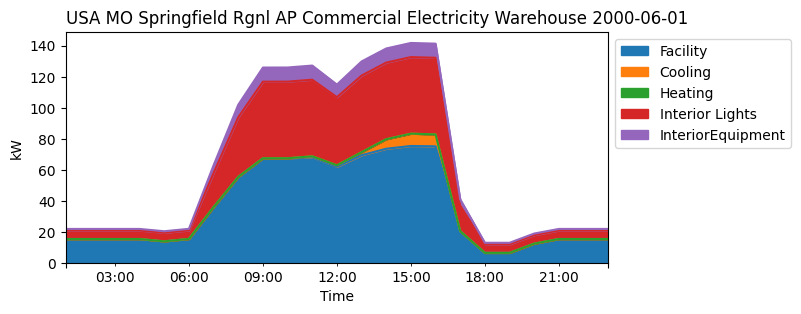 USA MO Springfield Rgnl AP Commercial Electricity Warehouse 2000-06-01
140
120
100
80
60
40
20
0
kW
03:00 06:00 09:00 12:00 15:00 18:00 21:00
Time
Facility
Cooling
Heating
Interior Lights
InteriorEquipment